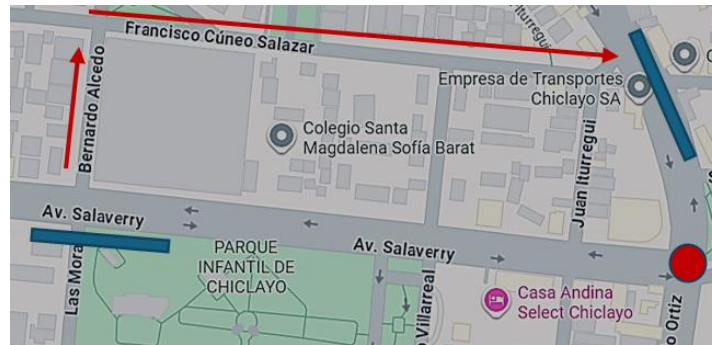 Francisco Cúneo Salazar
Bernardo Alcedo
Empresa de Transportes
Chiclayo SA
Colegio Santa
Magdalena Sofía Barat
Juan Iturregui
Iturregui
Av. Salaverry
Av. Salaverry
PARQUE
INFANTIL DE
CHICLAYO
Las Mora
Villarreal
Casa Andina
Select Chiclayo
Ortiz